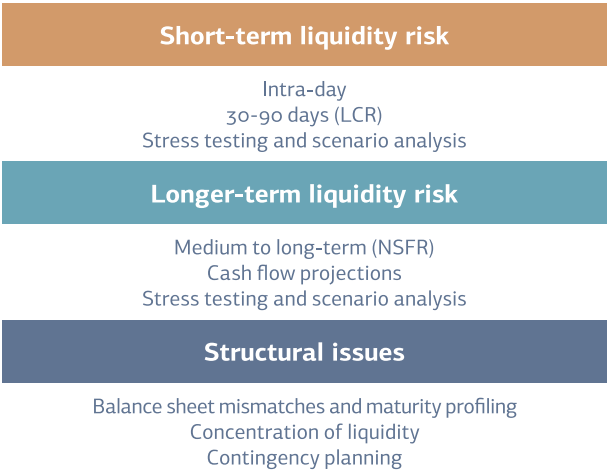 Short-term liquidity risk
Intra-day
30-90 days (LCR)
Stress testing and scenario analysis
Longer-term liquidity risk
Medium to long-term (NSFR)
Cash flow projections
Stress testing and scenario analysis
Structural issues
Balance sheet mismatches and maturity profiling
Concentration of liquidity
Contingency planning